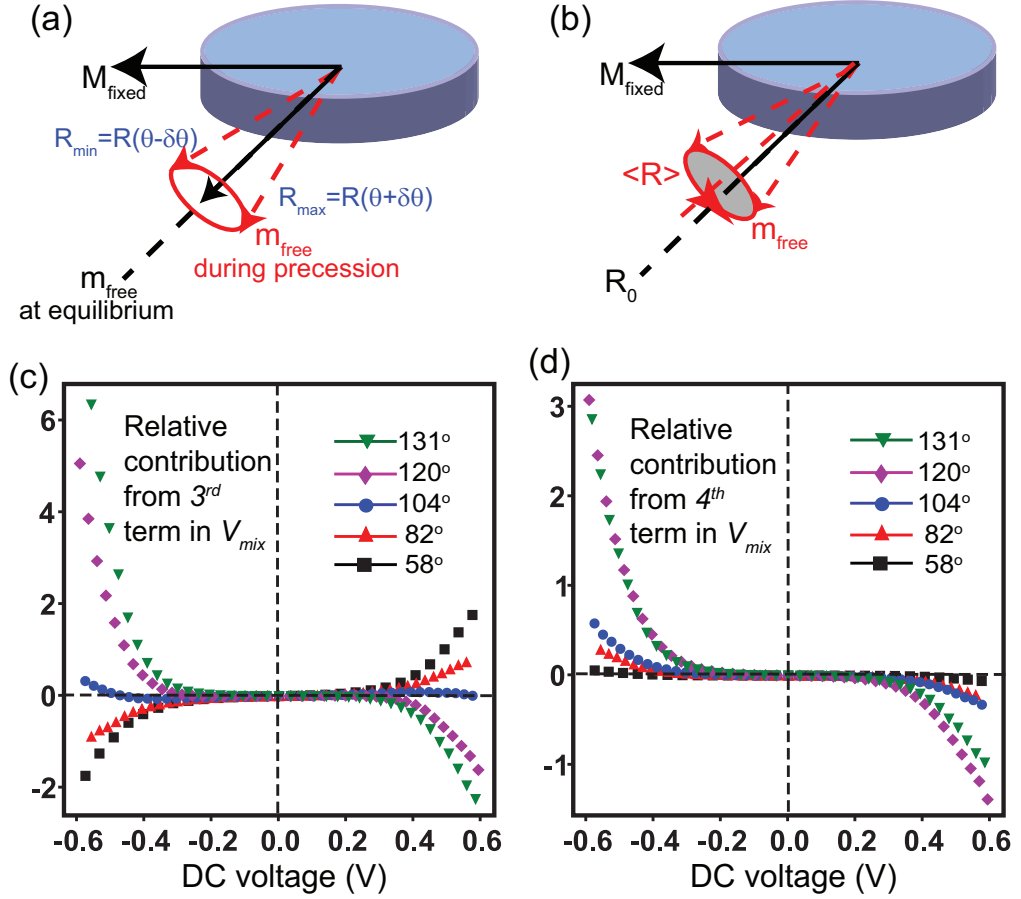 (a)
M_fixed
R_min=R(θ-δθ)
R_max=R(θ+δθ)
m_free
during precession
m_free
at equilibrium
(b)
M_fixed
<R>
m_free
R_0
(c)
Relative
contribution
from 3rd
term in V_mix
131°
120°
104°
82°
58°
6
4
2
0
-2
-0.6 -0.4 -0.2 0.0 0.2 0.4 0.6
DC voltage (V)
(d)
Relative
contribution
from 4th
term in V_mix
131°
120°
104°
82°
58°
3
2
1
0
-1
-0.6 -0.4 -0.2 0.0 0.2 0.4 0.6
DC voltage (V)